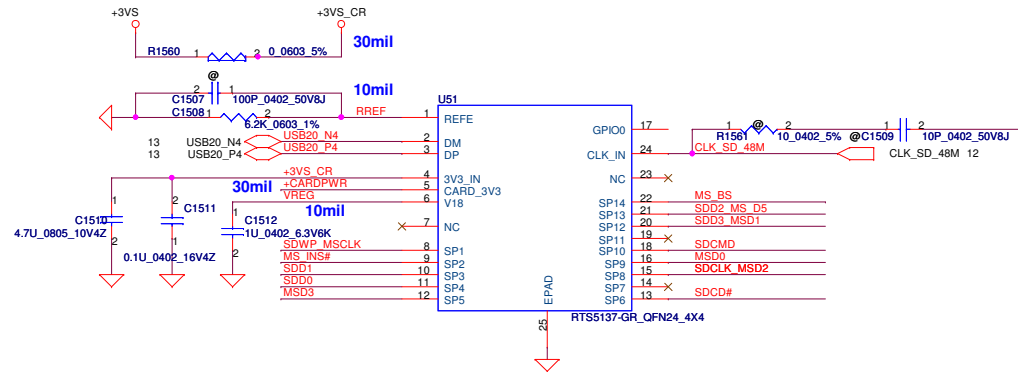 +3VS +3VS_CR
R1560 1 2 0_0603_5% 30mil
@
2 1 10mil
C1507 100P_0402_50V8J U51
C1508 1 2 RREF 1 REFE
6.2K_0603_1% GPIO0 17 R1561 1 @ 2 10_0402_5% @C1509 1 2 10P_0402_50V8J
13 USB20_N4 USB20_N4 2 DM
13 USB20_P4 USB20_P4 3 DP CLK_IN 24 CLK_SD_48M CLK_SD_48M 12
+3VS_CR 4 3V3_IN NC 23
30mil +CARDPWR 5 CARD_3V3
VREG 6 V18 SP14 22 MS_BS
1 2 1 10mil SP13 21 SDD2_MS_D5
C1510 C1511 C1512 7 NC SP12 20 SDD3_MSD1
4.7U_0805_10V4Z 1U_0402_6.3V6K SP11 19
2 1 2 SDWP_MSCLK 8 SP1 SP10 18 SDCMD
0.1U_0402_16V4Z MS_INS# 9 SP2 SP9 16 MSD0
SDD1 10 SP3 SP8 15 SDCLK_MSD2
SDD0 11 SP4 SP7 14
MSD3 12 SP5 SP6 13 SDCD#
EPAD
RTS5137-GR_QFN24_4X4
25